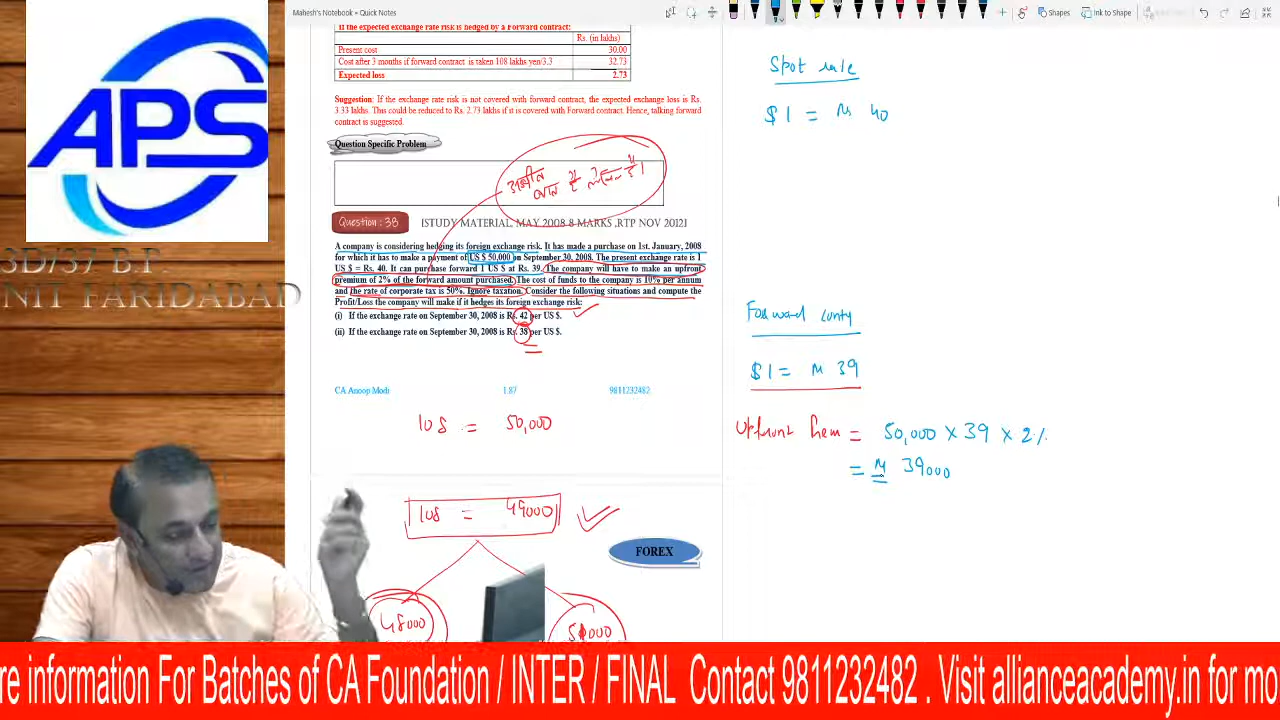 Mahesh's Notebook • Quick Notes
Ink to Shape
APS
3D/37 B.P.
NIT FARIDABAD
If the expected exchange rate risk is hedged by a Forward contract:
Rs. (in lakhs)
Present cost 30.00
Cost after 3 months if forward contract is taken 108 lakhs yen/3.3 32.73
Expected loss 2.73
Suggestion: If the exchange rate risk is not covered with forward contract, the expected exchange loss is Rs.
3.33 lakhs. This could be reduced to Rs. 2.73 lakhs if it is covered with Forward contract. Hence, talking forward
contract is suggested.
Question Specific Problem
Question : 38
[STUDY MATERIAL, MAY 2008 8 MARKS ,RTP NOV 2012]
A company is considering hedging its foreign exchange risk. It has made a purchase on 1st. January, 2008
for which it has to make a payment of US $ 50,000 on September 30, 2008. The present exchange rate is 1
US $ = Rs. 40. It can purchase forward 1 US $ at Rs. 39. The company will have to make an upfront
premium of 2% of the forward amount purchased. The cost of funds to the company is 10% per annum
and the rate of corporate tax is 50%. Ignore taxation. Consider the following situations and compute the
Profit/Loss the company will make if it hedges its foreign exchange risk:
(i) If the exchange rate on September 30, 2008 is Rs. 42 per US $.
(ii) If the exchange rate on September 30, 2008 is Rs. 38 per US $.
CA Anoop Modi 1.87 9811232482
108 = 50,000
108 = 49000
FOREX
48000
Spot rate
$1 = Rs 40
Forward
$1 = Rs 39
Upfront Prem = 50,000 × 39 × 2%
= Rs 39000
re information For Batches of CA Foundation / INTER / FINAL Contact 9811232482 . Visit allianceacademy.in for mo